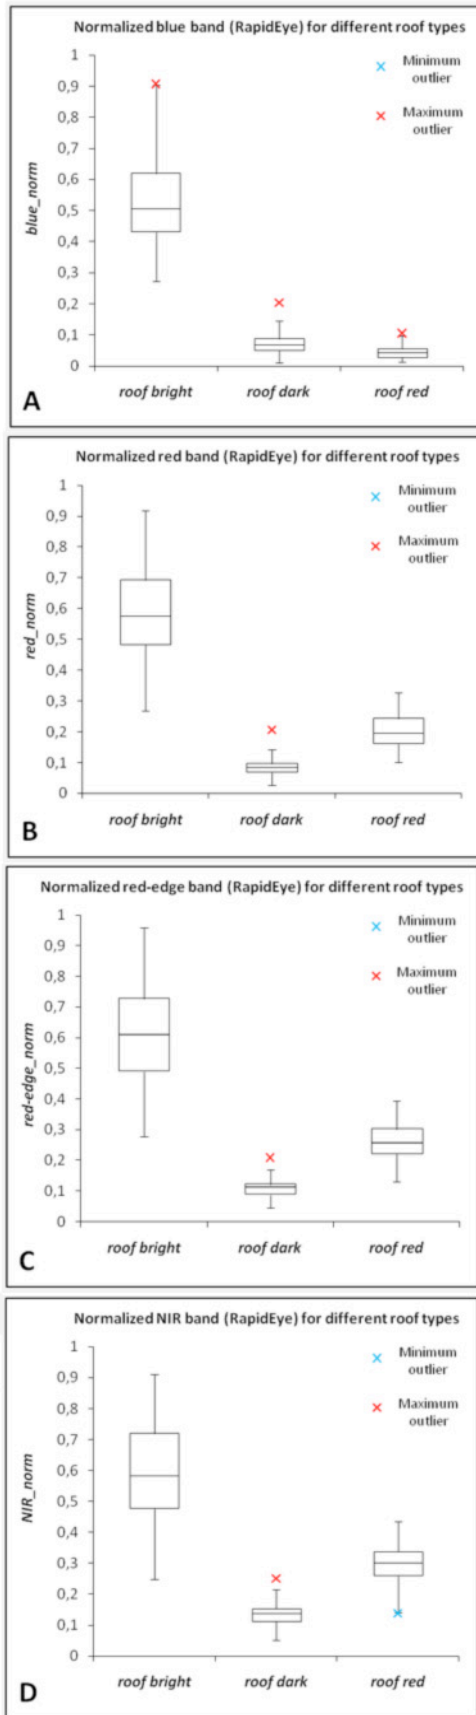 Normalized blue band (RapidEye) for different roof types
1
Minimum
outlier
0,9
0,8
Maximum
outlier
0,7
0,6
blue_norm
0,5
0,4
0,3
0,2
0,1
0
roof bright roof dark roof red
A
Normalized red band (RapidEye) for different roof types
1
Minimum
outlier
0,9
0,8
Maximum
outlier
0,7
0,6
red_norm
0,5
0,4
0,3
0,2
0,1
0
roof bright roof dark roof red
B
Normalized red-edge band (RapidEye) for different roof types
1
Minimum
outlier
0,9
0,8
Maximum
outlier
0,7
0,6
red-edge_norm
0,5
0,4
0,3
0,2
0,1
0
roof bright roof dark roof red
C
Normalized NIR band (RapidEye) for different roof types
1
Minimum
outlier
0,9
0,8
Maximum
outlier
0,7
0,6
NIR_norm
0,5
0,4
0,3
0,2
0,1
0
roof bright roof dark roof red
D